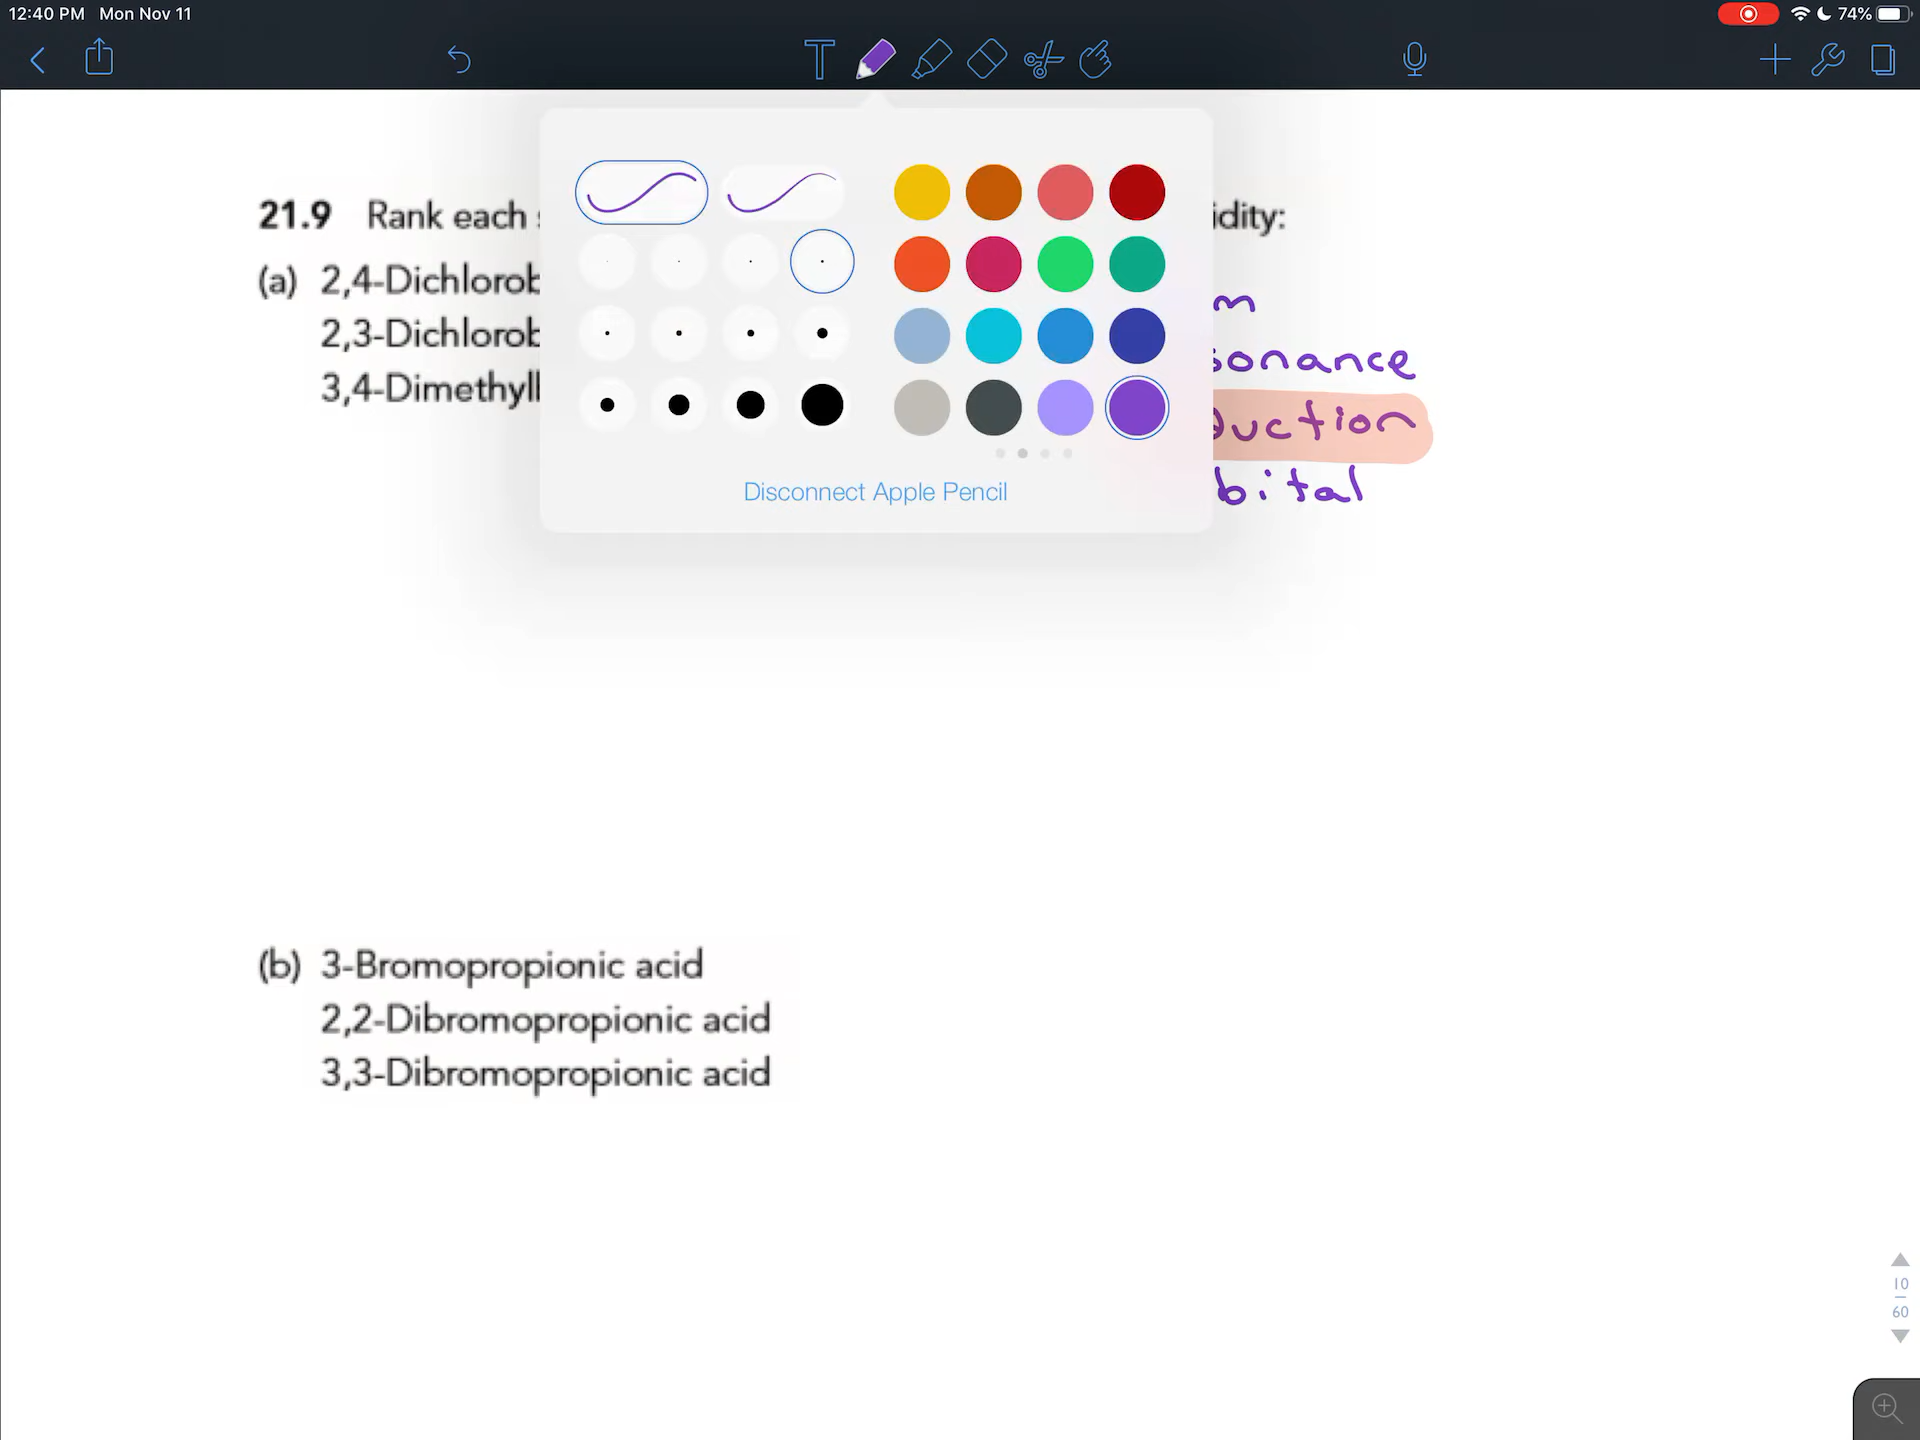 12:40 PM Mon Nov 11
74%
T
21.9 Rank each
idity:
(a) 2,4-Dichlorob
2,3-Dichlorob
3,4-Dimethyl
m
sonance
uction
bital
Disconnect Apple Pencil
(b) 3-Bromopropionic acid
2,2-Dibromopropionic acid
3,3-Dibromopropionic acid
10
60